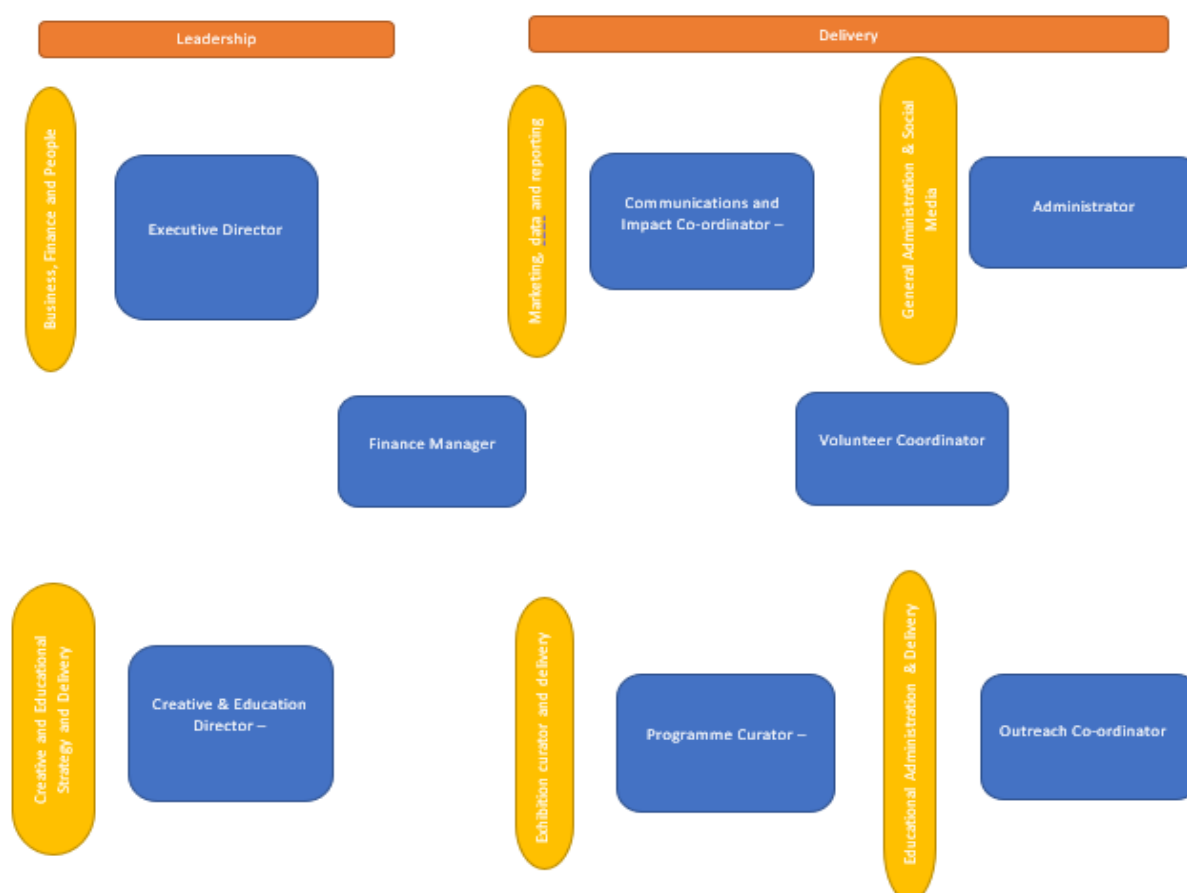 Leadership
Delivery
Business, Finance and People
Executive Director
Marketing, data and reporting
Communications and
Impact Co-ordinator –
General Administration & Social
Media
Administrator
Finance Manager
Volunteer Coordinator
Creative and Educational
Strategy and Delivery
Creative & Education
Director –
Exhibition curator and delivery
Programme Curator –
Educational Administration & Delivery
Outreach Co-ordinator